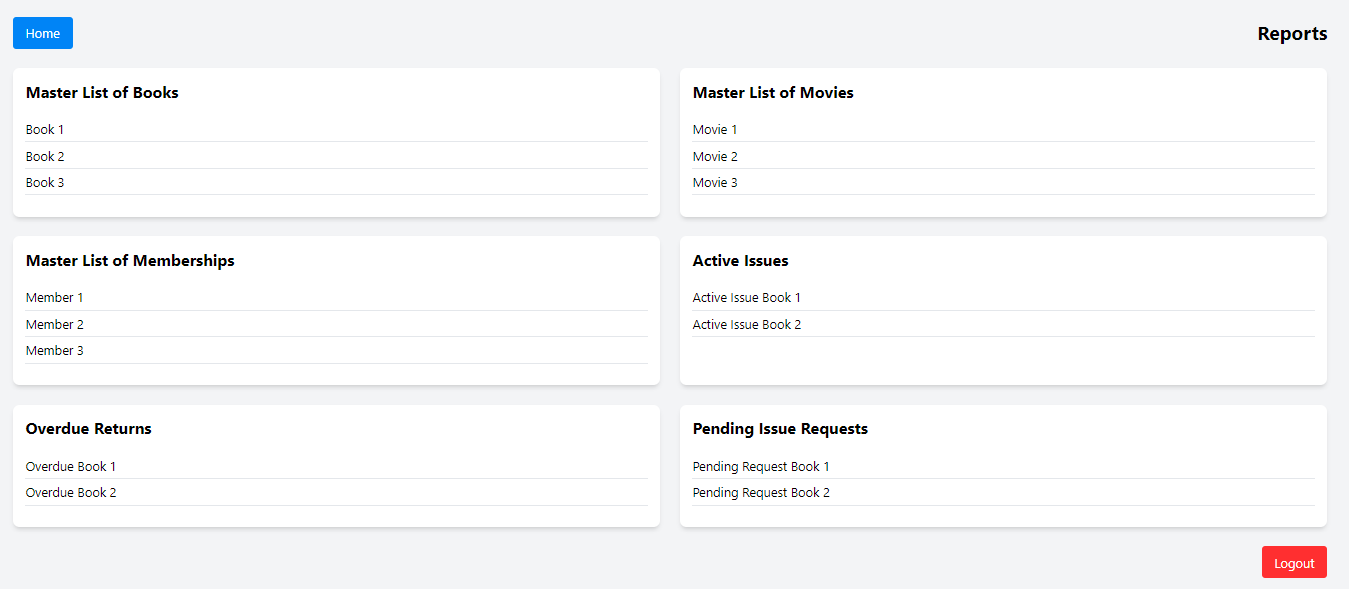 Home
Reports
Master List of Books
Book 1
Book 2
Book 3
Master List of Movies
Movie 1
Movie 2
Movie 3
Master List of Memberships
Member 1
Member 2
Member 3
Active Issues
Active Issue Book 1
Active Issue Book 2
Overdue Returns
Overdue Book 1
Overdue Book 2
Pending Issue Requests
Pending Request Book 1
Pending Request Book 2
Logout